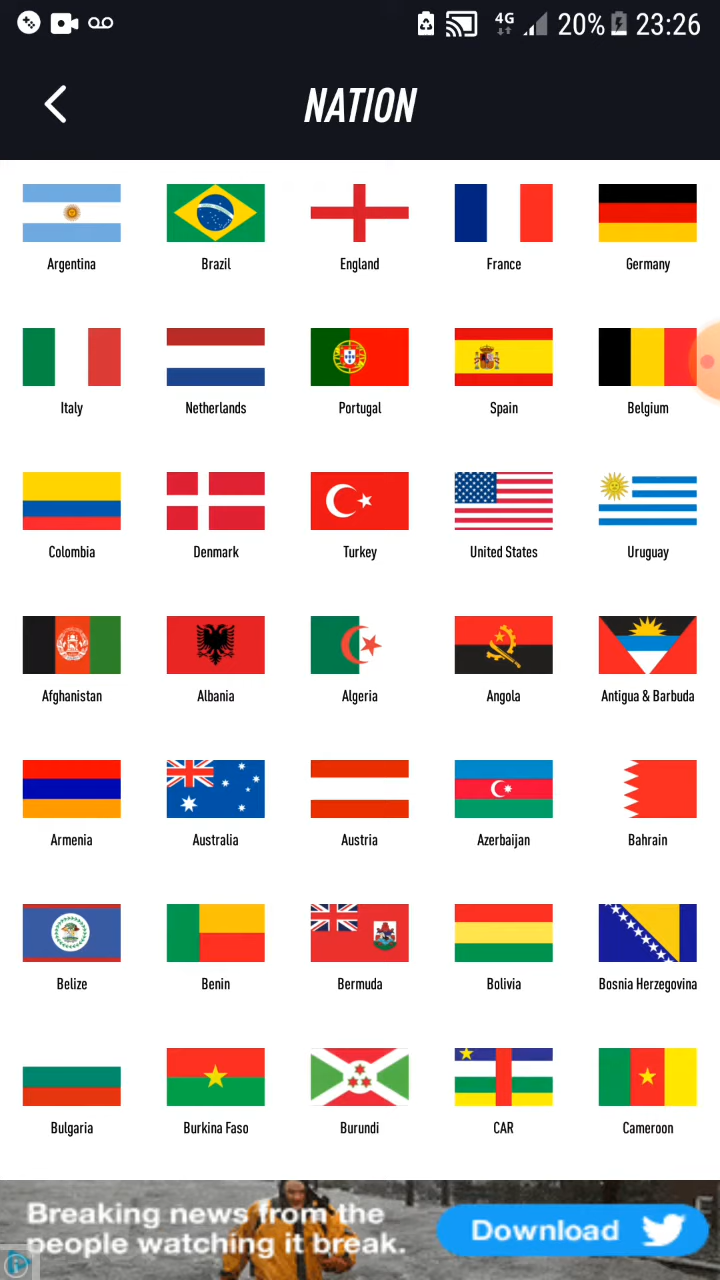 4G 20% 23:26
NATION
Argentina Brazil England France Germany
Italy Netherlands Portugal Spain Belgium
Colombia Denmark Turkey United States Uruguay
Afghanistan Albania Algeria Angola Antigua & Barbuda
Armenia Australia Austria Azerbaijan Bahrain
Belize Benin Bermuda Bolivia Bosnia Herzegovina
Bulgaria Burkina Faso Burundi CAR Cameroon
Breaking news from the
people watching it break.
Download